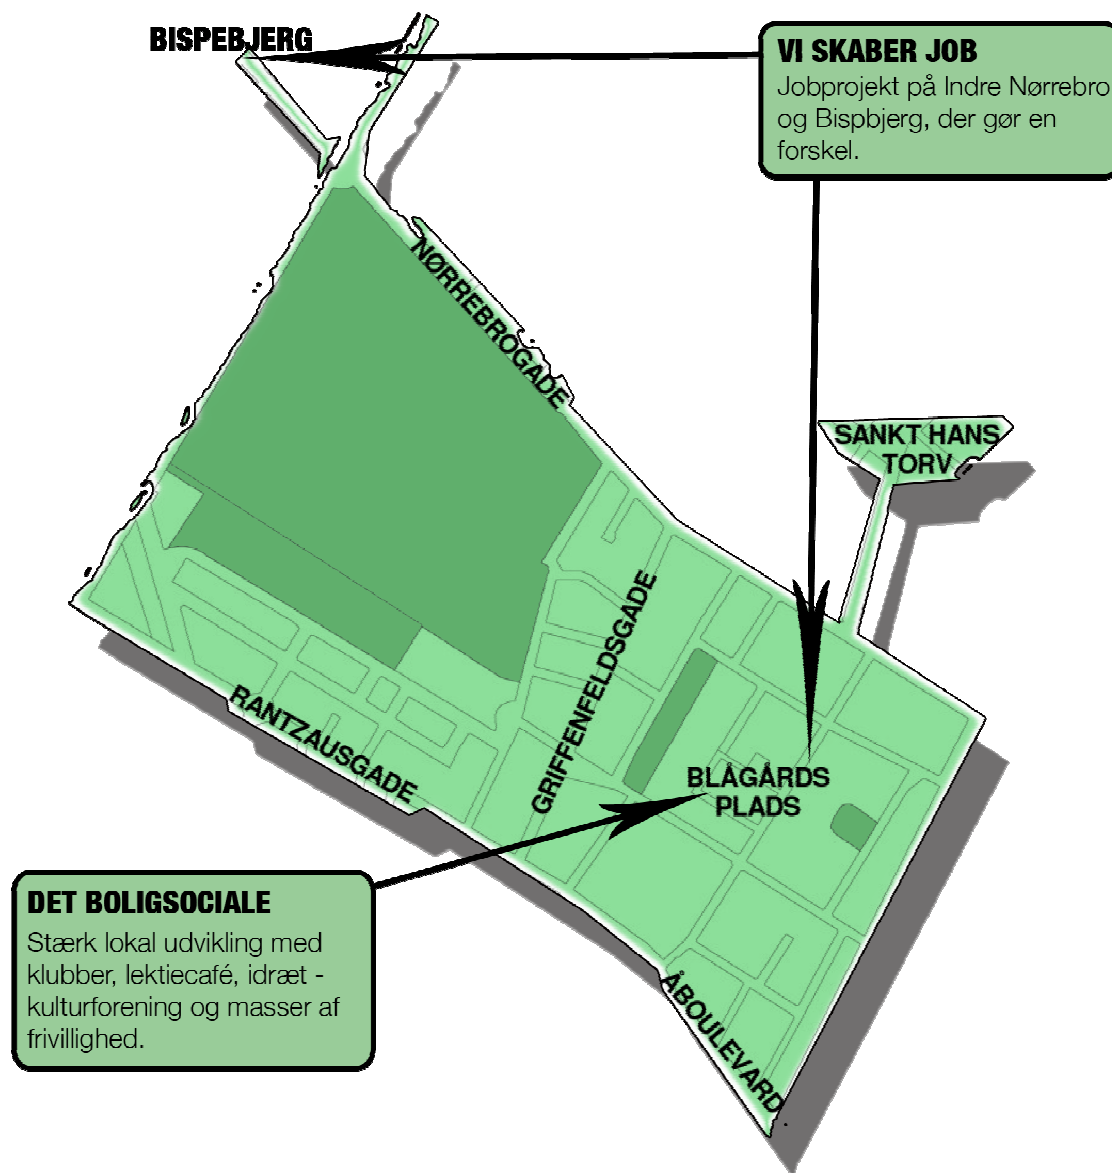 BISPEBJERG
VI SKABER JOB
Jobprojekt på Indre Nørrebro
og Bispbjerg, der gør en
forskel.
NØRREBROGADE
SANKT HANS
TORV
GRIFFENFELDSGADE
RANTZAUSGADE
BLÅGÅRDS
PLADS
DET BOLIGSOCIALE
Stærk lokal udvikling med
klubber, lektiecafé, idræt -
kulturforening og masser af
frivillighed.
ÅBOULEVARD